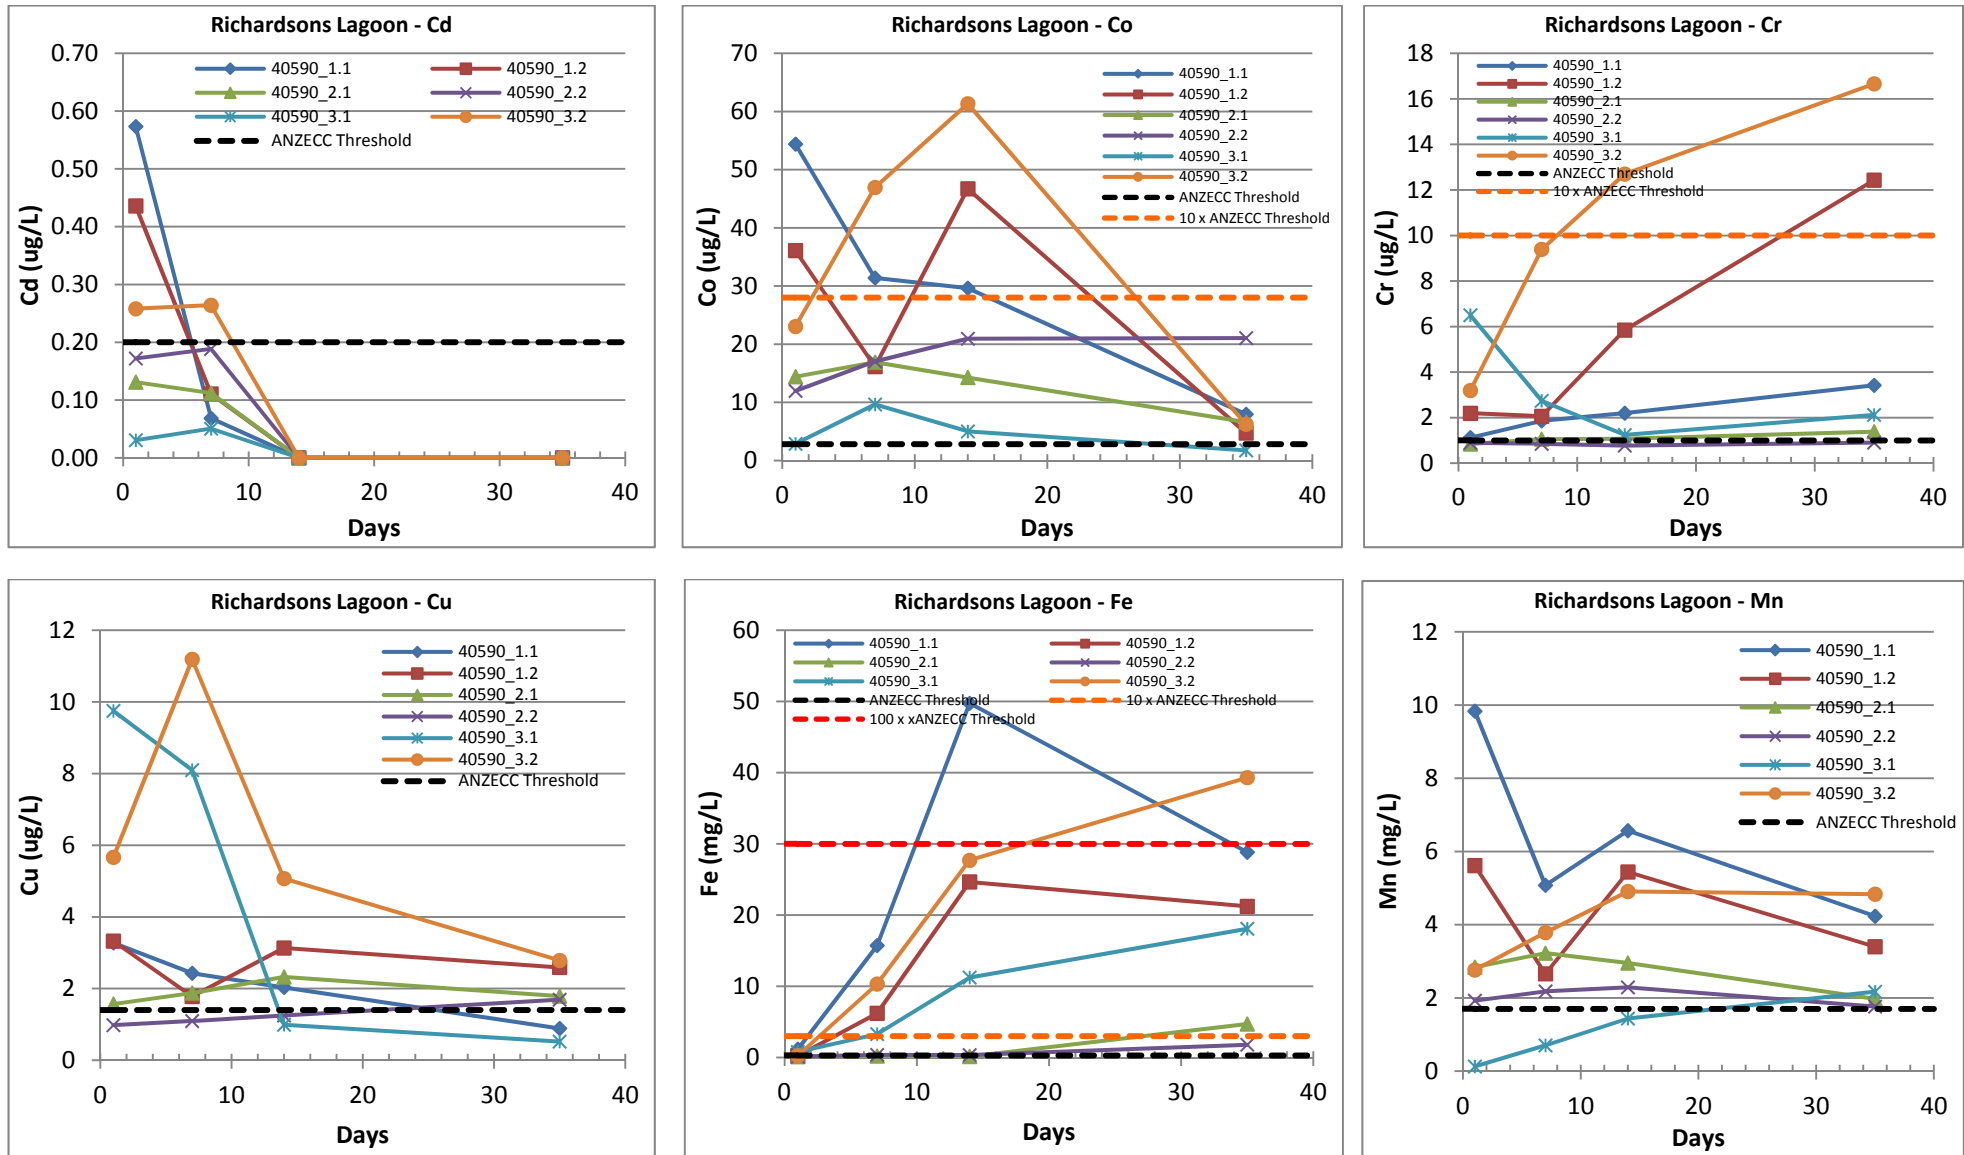 Richardsons Lagoon - Cd
0.70
0.60
0.50
0.40
0.30
0.20
0.10
0.00
0 10 20 30 40
Cd (ug/L)
Days
40590_1.1 40590_1.2
40590_2.1 40590_2.2
40590_3.1 40590_3.2
ANZECC Threshold
Richardsons Lagoon - Co
70
60
50
40
30
20
10
0
0 10 20 30 40
Co (ug/L)
Days
40590_1.1
40590_1.2
40590_2.1
40590_2.2
40590_3.1
40590_3.2
ANZECC Threshold
10 x ANZECC Threshold
Richardsons Lagoon - Cr
18
16
14
12
10
8
6
4
2
0
0 10 20 30 40
Cr (ug/L)
Days
40590_1.1
40590_1.2
40590_2.1
40590_2.2
40590_3.1
40590_3.2
ANZECC Threshold
10 x ANZECC Threshold
Richardsons Lagoon - Cu
12
10
8
6
4
2
0
0 10 20 30 40
Cu (ug/L)
Days
40590_1.1
40590_1.2
40590_2.1
40590_2.2
40590_3.1
40590_3.2
ANZECC Threshold
Richardsons Lagoon - Fe
60
50
40
30
20
10
0
0 10 20 30 40
Fe (mg/L)
Days
40590_1.1 40590_1.2
40590_2.1 40590_2.2
40590_3.1 40590_3.2
ANZECC Threshold 10 x ANZECC Threshold
100 x xANZECC Threshold
Richardsons Lagoon - Mn
12
10
8
6
4
2
0
0 10 20 30 40
Mn (mg/L)
Days
40590_1.1
40590_1.2
40590_2.1
40590_2.2
40590_3.1
40590_3.2
ANZECC Threshold